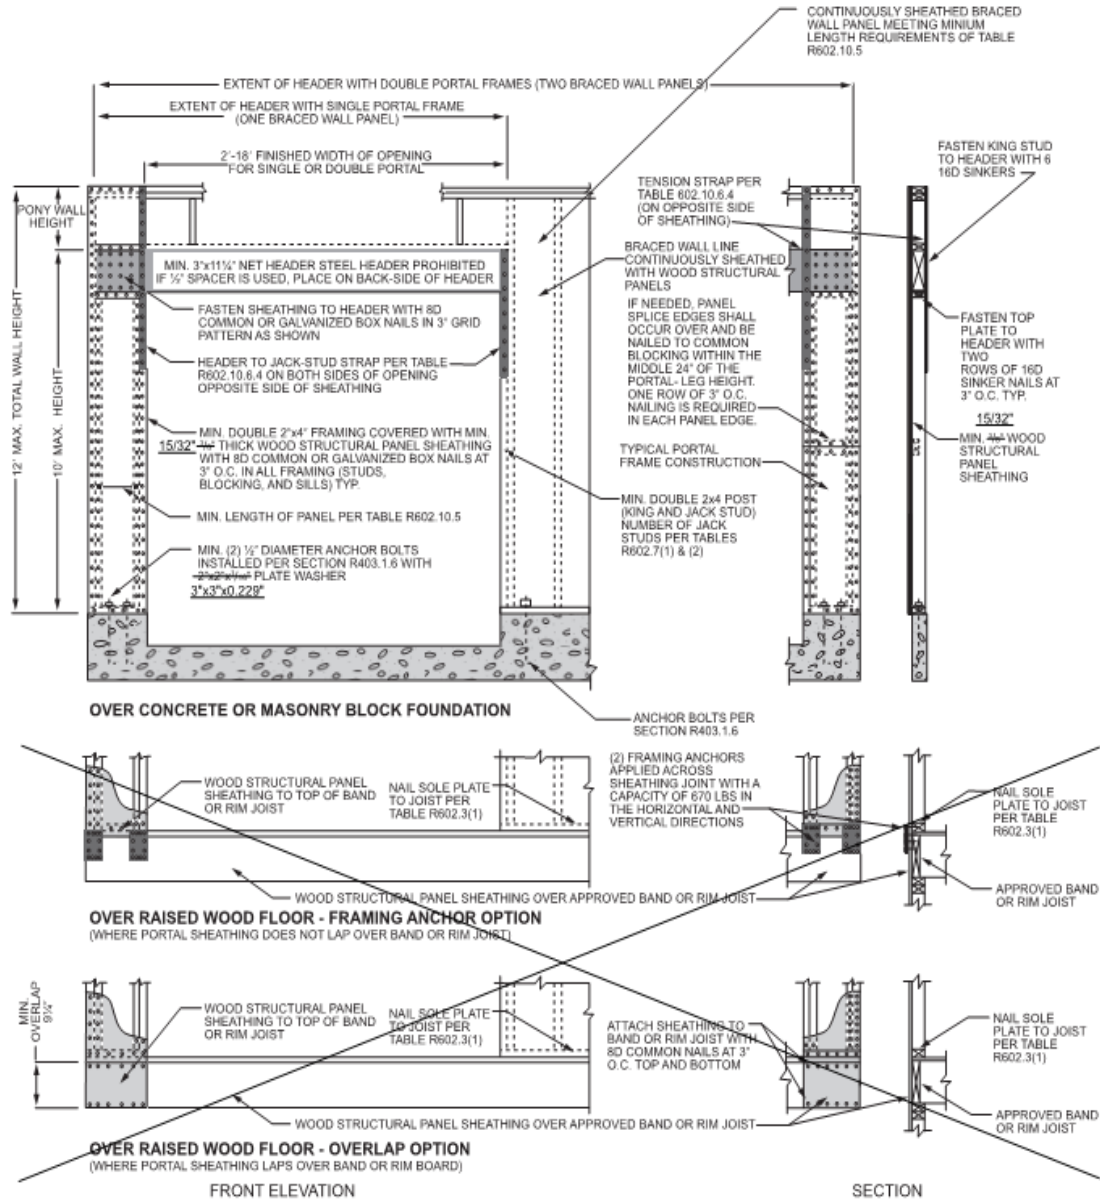 CONTINUOUSLY SHEATHED BRACED
WALL PANEL MEETING MINIUM
LENGTH REQUIREMENTS OF TABLE
R602.10.5
EXTENT OF HEADER WITH DOUBLE PORTAL FRAMES (TWO BRACED WALL PANELS)
EXTENT OF HEADER WITH SINGLE PORTAL FRAME
(ONE BRACED WALL PANEL)
2'-18' FINISHED WIDTH OF OPENING
FOR SINGLE OR DOUBLE PORTAL
FASTEN KING STUD
TO HEADER WITH 6
16D SINKERS
TENSION STRAP PER
TABLE 602.10.6.4
(ON OPPOSITE SIDE
OF SHEATHING)
PONY WALL
HEIGHT
BRACED WALL LINE
CONTINUOUSLY SHEATHED
WITH WOOD STRUCTURAL
PANELS
MIN. 3"x11¼" NET HEADER STEEL HEADER PROHIBITED
IF ½" SPACER IS USED, PLACE ON BACK-SIDE OF HEADER
12' MAX. TOTAL WALL HEIGHT
10' MAX. HEIGHT
FASTEN SHEATHING TO HEADER WITH 8D
COMMON OR GALVANIZED BOX NAILS IN 3" GRID
PATTERN AS SHOWN
IF NEEDED, PANEL
SPLICE EDGES SHALL
OCCUR OVER AND BE
NAILED TO COMMON
BLOCKING WITHIN THE
MIDDLE 24" OF THE
PORTAL- LEG HEIGHT.
ONE ROW OF 3" O.C.
NAILING IS REQUIRED
IN EACH PANEL EDGE.
FASTEN TOP
PLATE TO
HEADER WITH
TWO
ROWS OF 16D
SINKER NAILS AT
3" O.C. TYP.
HEADER TO JACK-STUD STRAP PER TABLE
R602.10.6.4 ON BOTH SIDES OF OPENING
OPPOSITE SIDE OF SHEATHING
15/32"
MIN. WOOD
STRUCTURAL
PANEL
SHEATHING
MIN. DOUBLE 2"x4" FRAMING COVERED WITH MIN.
15/32" THICK WOOD STRUCTURAL PANEL SHEATHING
WITH 8D COMMON OR GALVANIZED BOX NAILS AT
3" O.C. IN ALL FRAMING (STUDS,
BLOCKING, AND SILLS) TYP.
TYPICAL PORTAL
FRAME CONSTRUCTION
MIN. DOUBLE 2x4 POST
(KING AND JACK STUD)
NUMBER OF JACK
STUDS PER TABLES
R602.7(1) & (2)
MIN. LENGTH OF PANEL PER TABLE R602.10.5
MIN. (2) ½" DIAMETER ANCHOR BOLTS
INSTALLED PER SECTION R403.1.6 WITH
PLATE WASHER
3"x3"x0.229"
OVER CONCRETE OR MASONRY BLOCK FOUNDATION
ANCHOR BOLTS PER
SECTION R403.1.6
WOOD STRUCTURAL PANEL
SHEATHING TO TOP OF BAND
OR RIM JOIST
NAIL SOLE PLATE
TO JOIST PER
TABLE R602.3(1)
(2) FRAMING ANCHORS
APPLIED ACROSS
SHEATHING JOINT WITH A
CAPACITY OF 670 LBS IN
THE HORIZONTAL AND
VERTICAL DIRECTIONS
NAIL SOLE
PLATE TO JOIST
PER TABLE
R602.3(1)
WOOD STRUCTURAL PANEL SHEATHING OVER APPROVED BAND OR RIM JOIST
APPROVED BAND
OR RIM JOIST
OVER RAISED WOOD FLOOR - FRAMING ANCHOR OPTION
(WHERE PORTAL SHEATHING DOES NOT LAP OVER BAND OR RIM JOIST)
MIN.
OVERLAP
9¼"
WOOD STRUCTURAL PANEL
SHEATHING TO TOP OF BAND
OR RIM JOIST
NAIL SOLE PLATE
TO JOIST PER
TABLE R602.3(1)
ATTACH SHEATHING TO
BAND OR RIM JOIST WITH
8D COMMON NAILS AT 3"
O.C. TOP AND BOTTOM
NAIL SOLE
PLATE TO JOIST
PER TABLE
R602.3(1)
WOOD STRUCTURAL PANEL SHEATHING OVER APPROVED BAND OR RIM JOIST
APPROVED BAND
OR RIM JOIST
OVER RAISED WOOD FLOOR - OVERLAP OPTION
(WHERE PORTAL SHEATHING LAPS OVER BAND OR RIM BOARD)
FRONT ELEVATION
SECTION